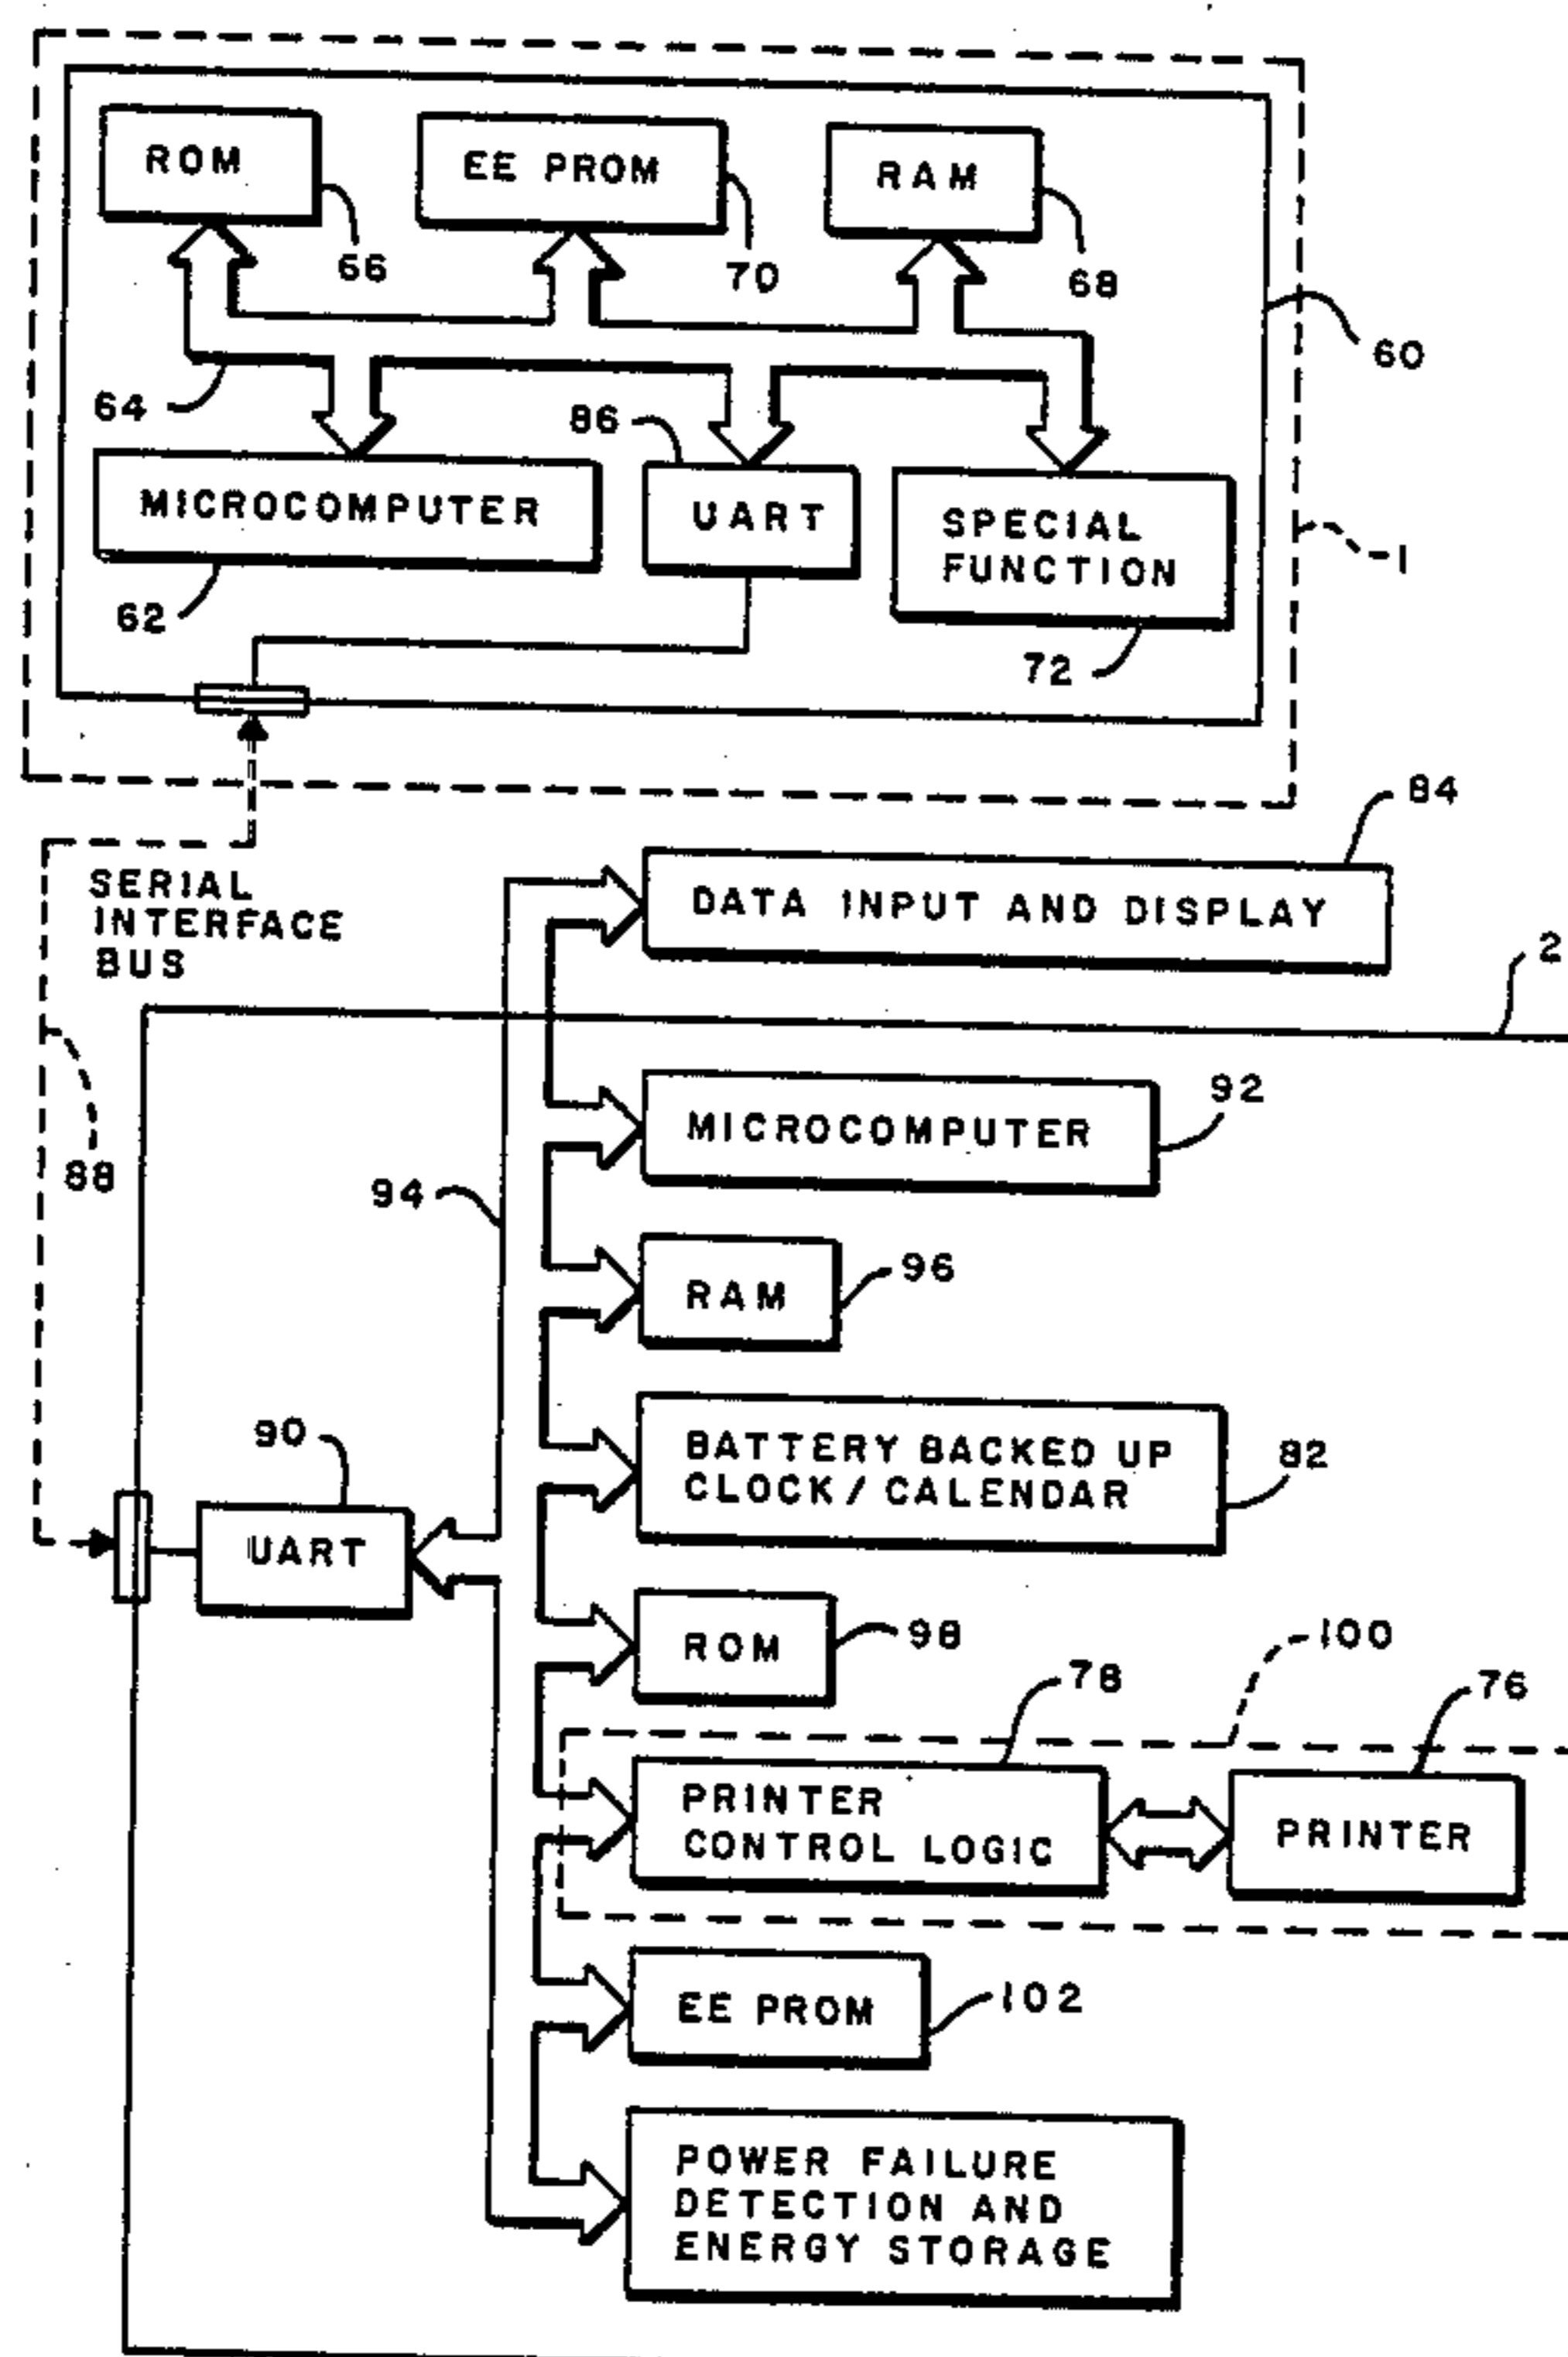 ROM
EE PROM
RAM
66
70
68
60
64
86
MICROCOMPUTER
UART
SPECIAL
FUNCTION
1
62
72
84
SERIAL
INTERFACE
BUS
DATA INPUT AND DISPLAY
2
88
92
MICROCOMPUTER
94
RAM
96
90
BATTERY BACKED UP
CLOCK / CALENDAR
82
UART
ROM
98
100
78
76
PRINTER
CONTROL LOGIC
PRINTER
EE PROM
102
POWER FAILURE
DETECTION AND
ENERGY STORAGE